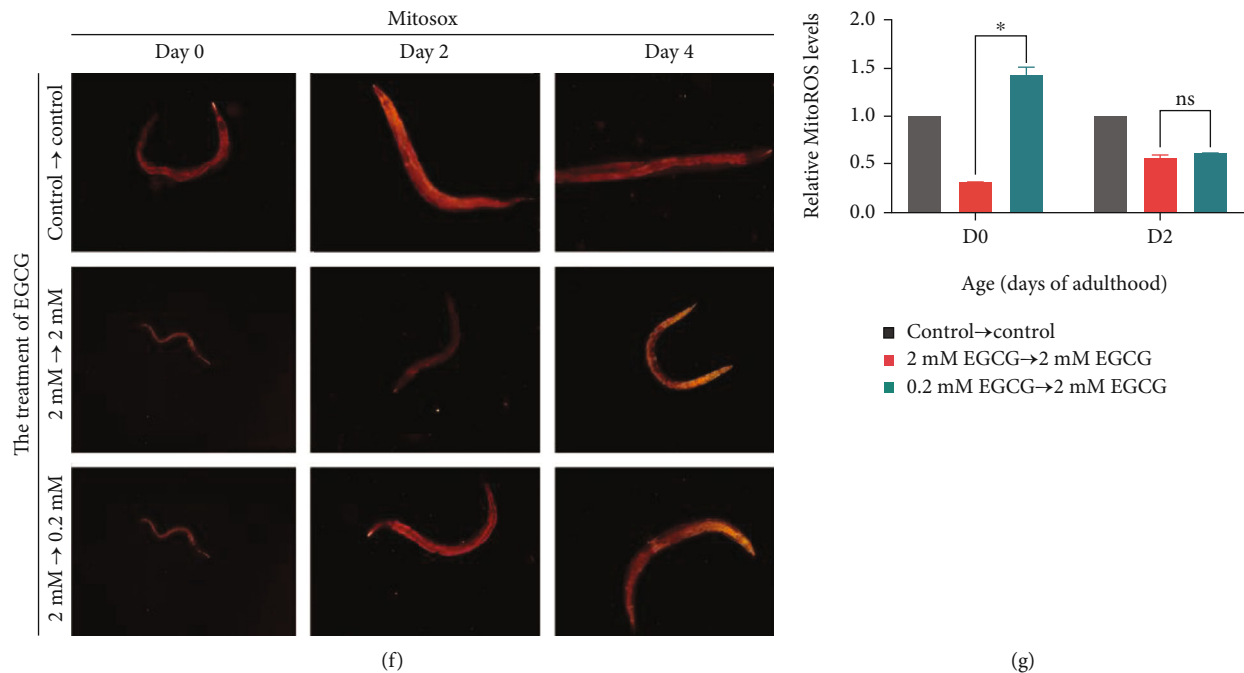 Mitosox
Day 0 Day 2 Day 4
The treatment of EGCG
Control → control
2 mM → 2 mM
2 mM → 0.2 mM
(f)
Relative MitoROS levels
2.0
1.5
1.0
0.5
0.0
*
ns
D0 D2
Age (days of adulthood)
Control→control
2 mM EGCG→2 mM EGCG
0.2 mM EGCG→2 mM EGCG
(g)